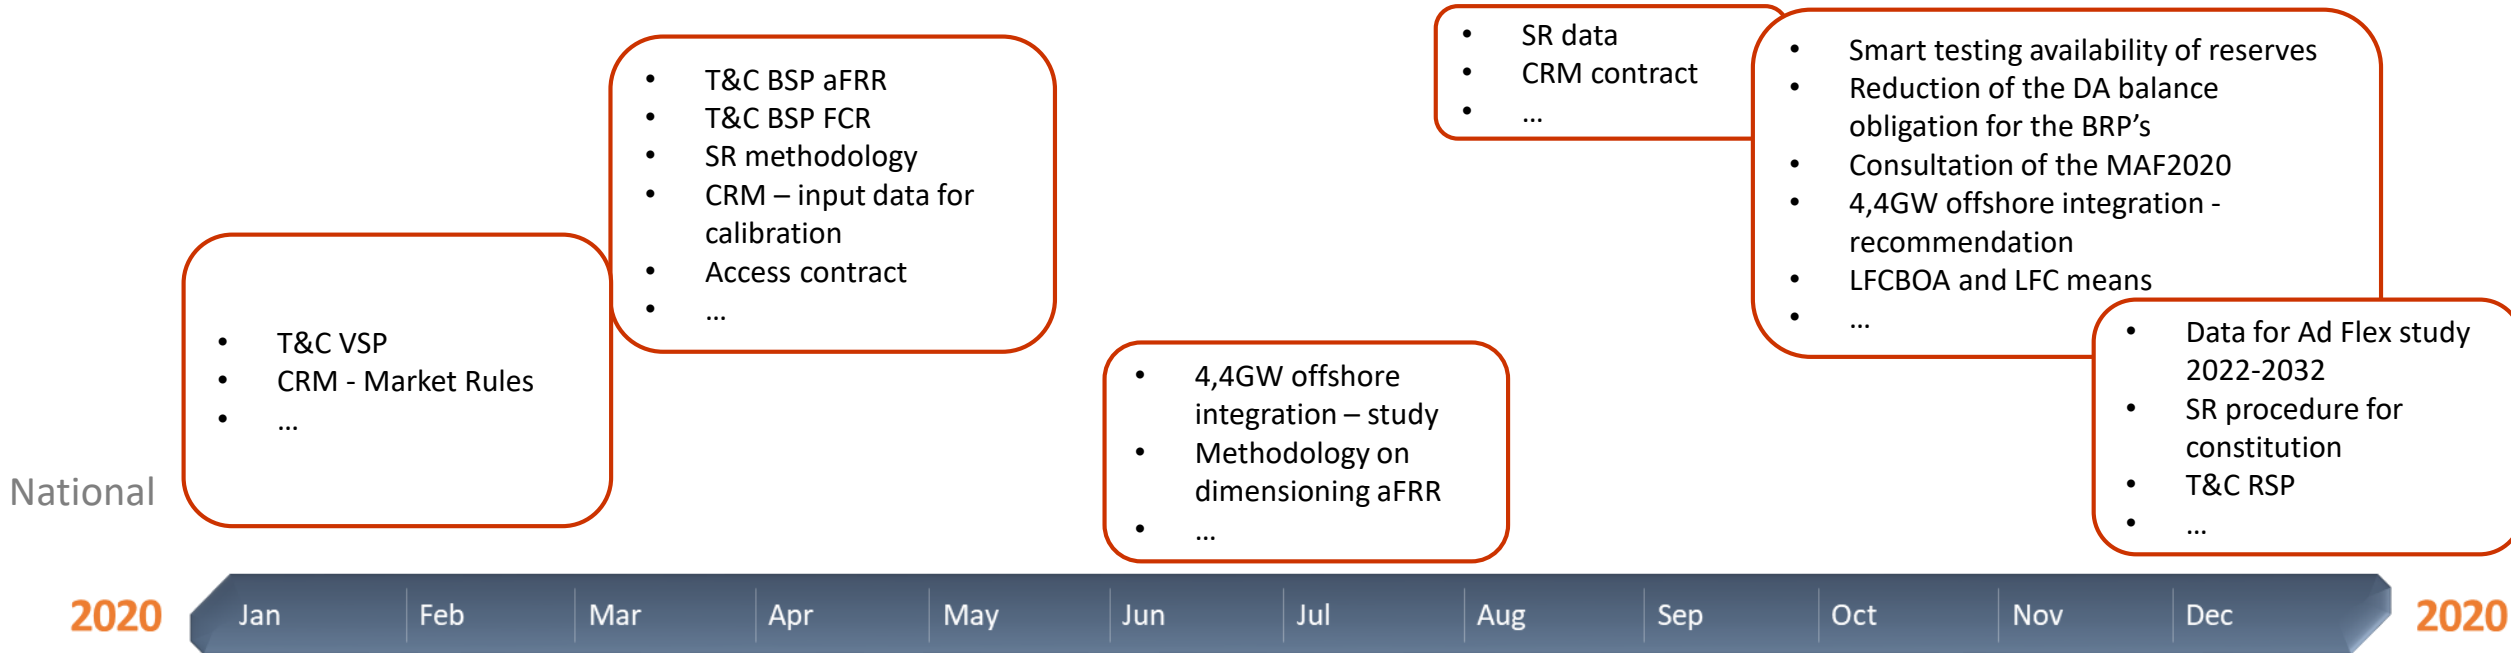 • T&C VSP
• CRM - Market Rules
• ...
• T&C BSP aFRR
• T&C BSP FCR
• SR methodology
• CRM – input data for
calibration
• Access contract
• ...
• 4,4GW offshore
integration – study
• Methodology on
dimensioning aFRR
• ...
• SR data
• CRM contract
• ...
• Smart testing availability of reserves
• Reduction of the DA balance
obligation for the BRP’s
• Consultation of the MAF2020
• 4,4GW offshore integration -
recommendation
• LFCBOA and LFC means
• ...
• Data for Ad Flex study
2022-2032
• SR procedure for
constitution
• T&C RSP
• ...
National
2020 Jan Feb Mar Apr May Jun Jul Aug Sep Oct Nov Dec 2020